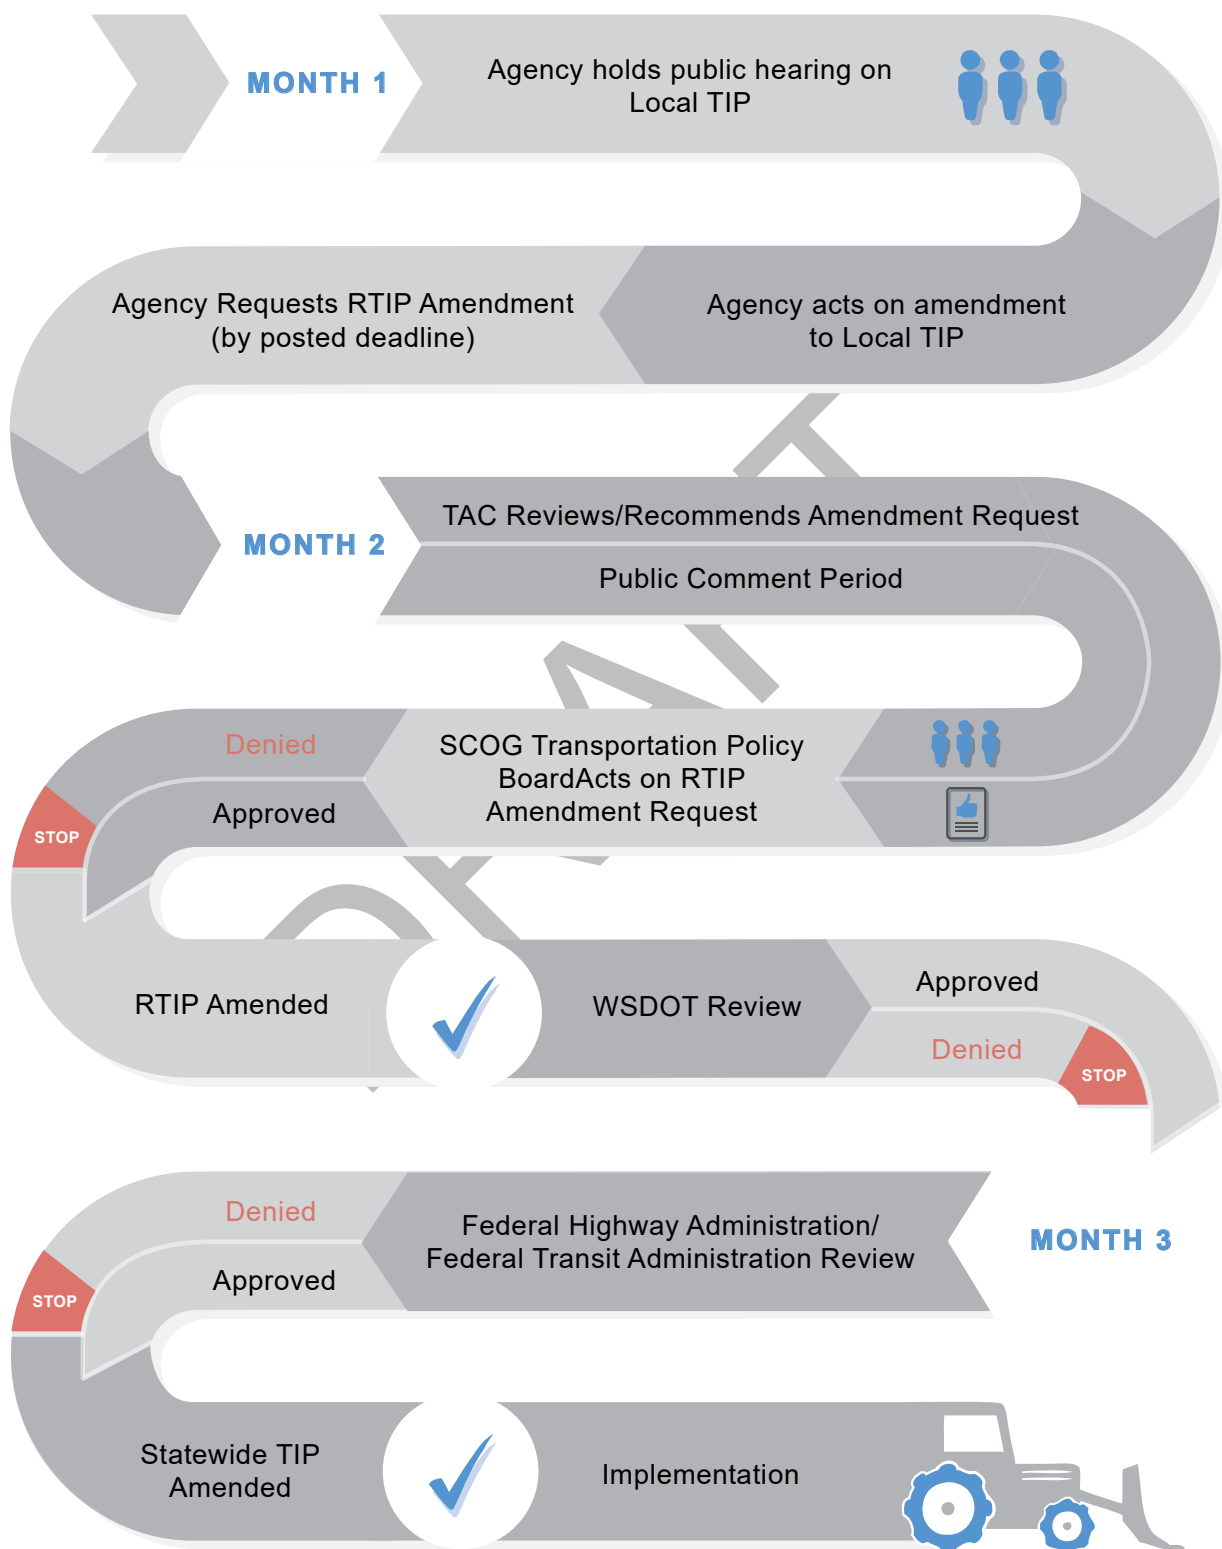 MONTH 1
Agency holds public hearing on
Local TIP
Agency acts on amendment
to Local TIP
Agency Requests RTIP Amendment
(by posted deadline)
MONTH 2
TAC Reviews/Recommends Amendment Request
Public Comment Period
SCOG Transportation Policy
BoardActs on RTIP
Amendment Request
Denied
Approved
STOP
RTIP Amended
WSDOT Review
Approved
Denied
STOP
MONTH 3
Federal Highway Administration/
Federal Transit Administration Review
Denied
Approved
STOP
Statewide TIP
Amended
Implementation
DRAFT